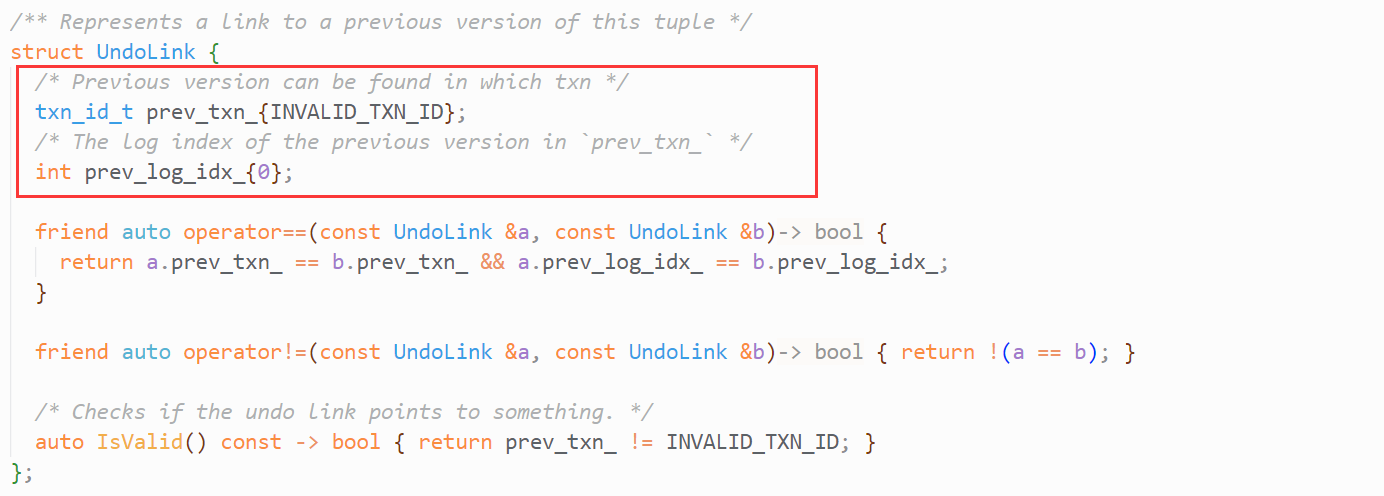 /** Represents a link to a previous version of this tuple */
struct UndoLink {
  /* Previous version can be found in which txn */
  txn_id_t prev_txn_{INVALID_TXN_ID};
  /* The log index of the previous version in `prev_txn_` */
  int prev_log_idx_{0};

  friend auto operator==(const UndoLink &a, const UndoLink &b)-> bool {
    return a.prev_txn_ == b.prev_txn_ && a.prev_log_idx_ == b.prev_log_idx_;
  }

  friend auto operator!=(const UndoLink &a, const UndoLink &b)-> bool { return !(a == b); }

  /* Checks if the undo link points to something. */
  auto IsValid() const -> bool { return prev_txn_ != INVALID_TXN_ID; }
};